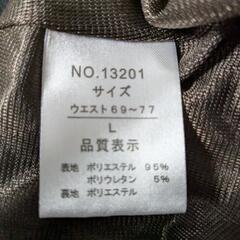 NO.13201
サイズ
ウエスト69～77
L
品質表示
表地 ポリエステル 95%
ポリウレタン 5%
裏地 ポリエステル